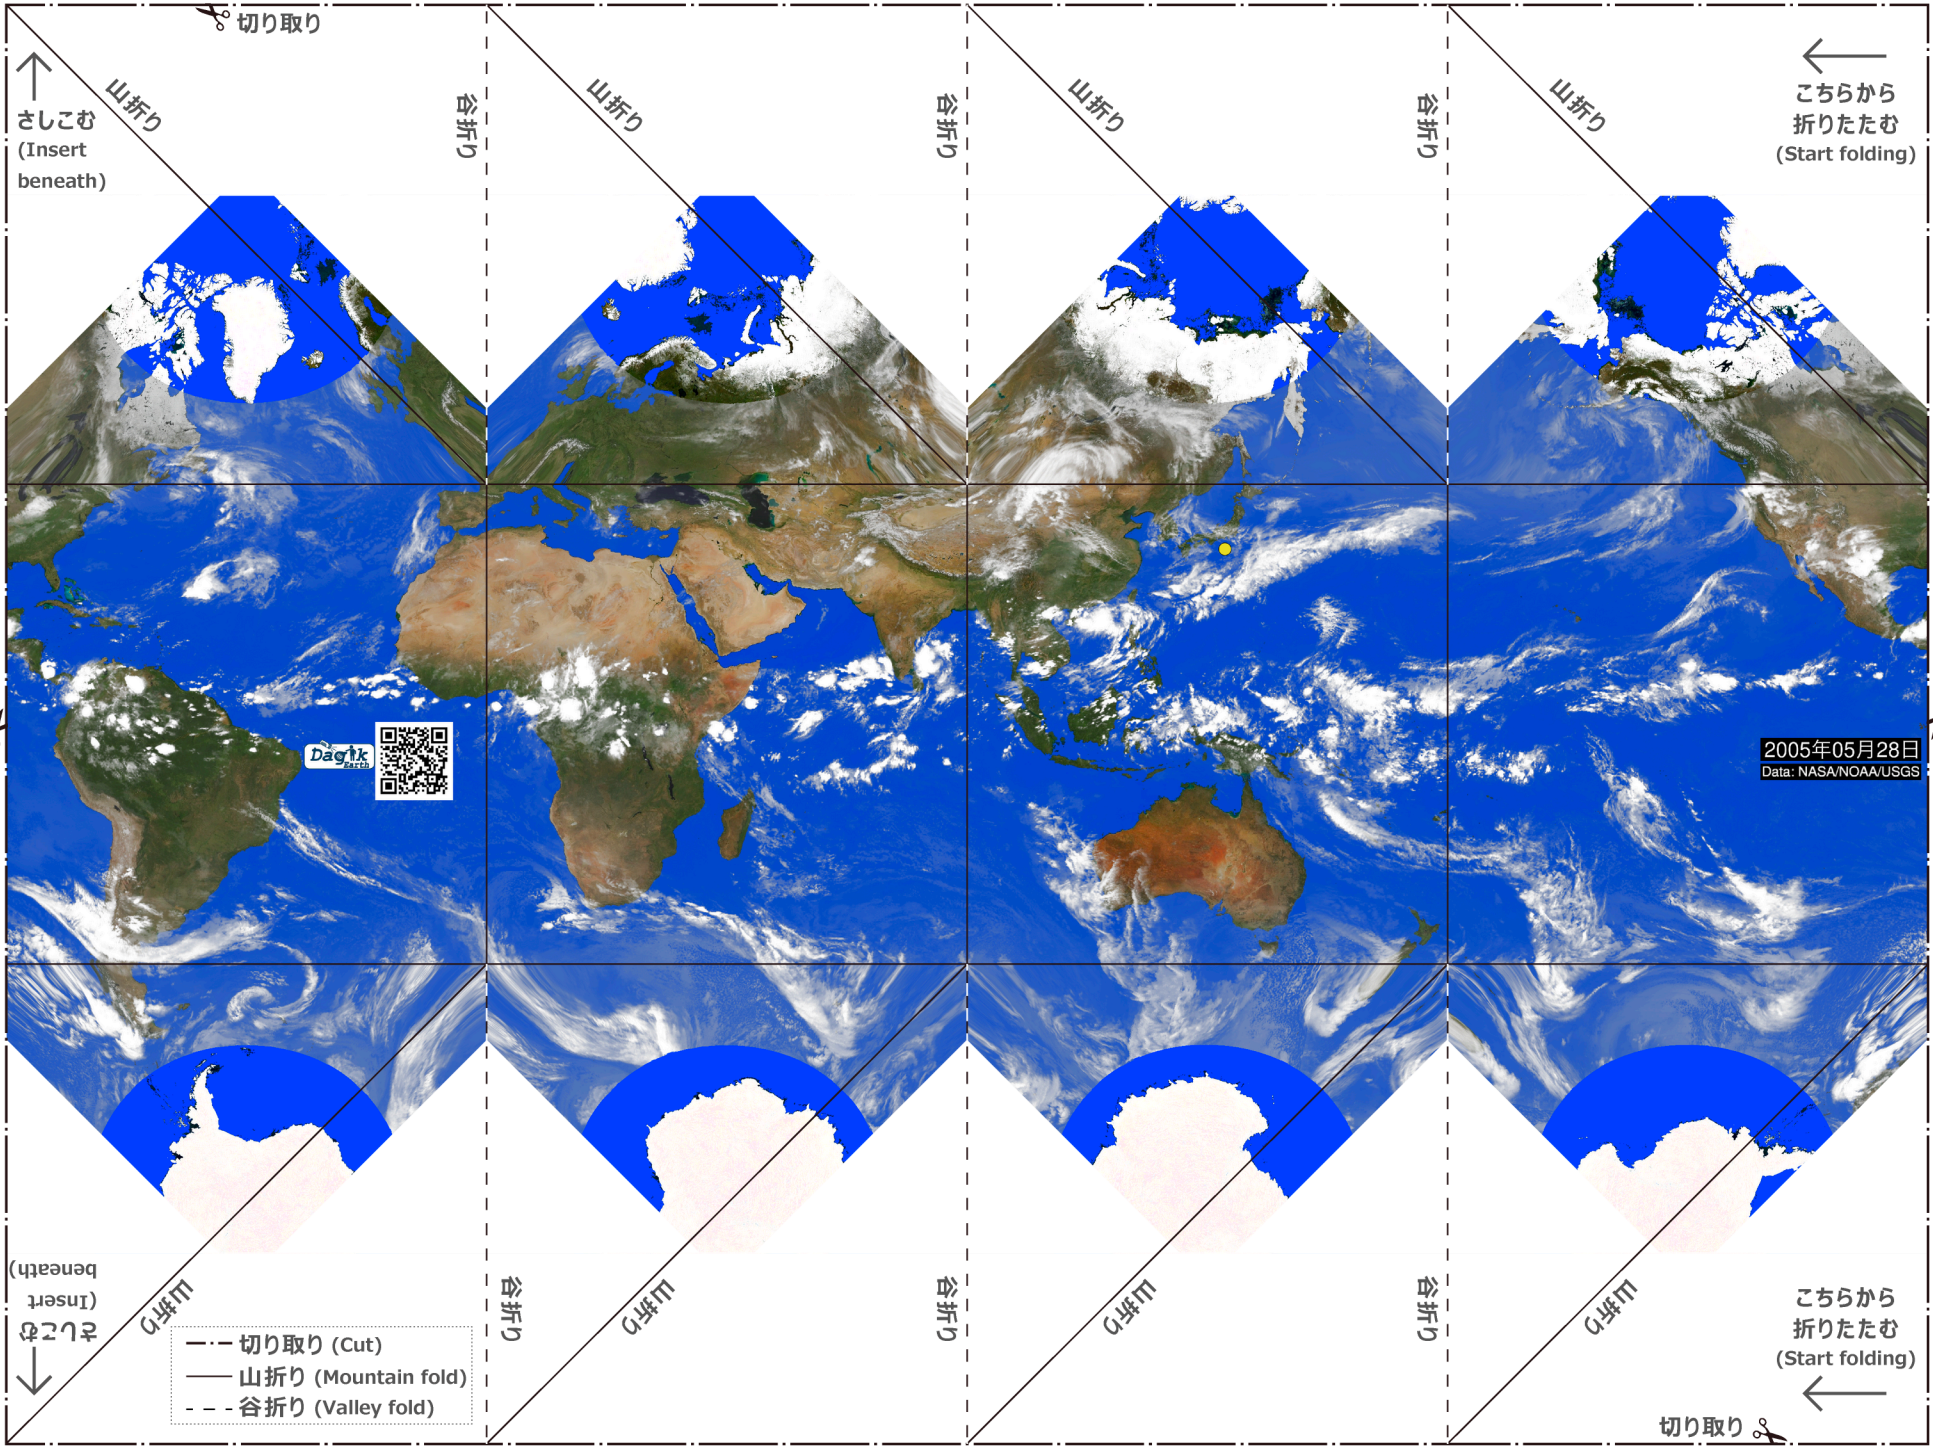 切り取り
山折り
谷折り
山折り
谷折り
山折り
谷折り
山折り
さしこむ
(Insert
beneath)
こちらから
折りたたむ
(Start folding)
Dagik
Earth
2005年05月28日
Data: NASA/NOAA/USGS
さしこむ
(Insert
beneath)
山折り
谷折り
山折り
谷折り
山折り
谷折り
山折り
こちらから
折りたたむ
(Start folding)
切り取り (Cut)
山折り (Mountain fold)
谷折り (Valley fold)
切り取り